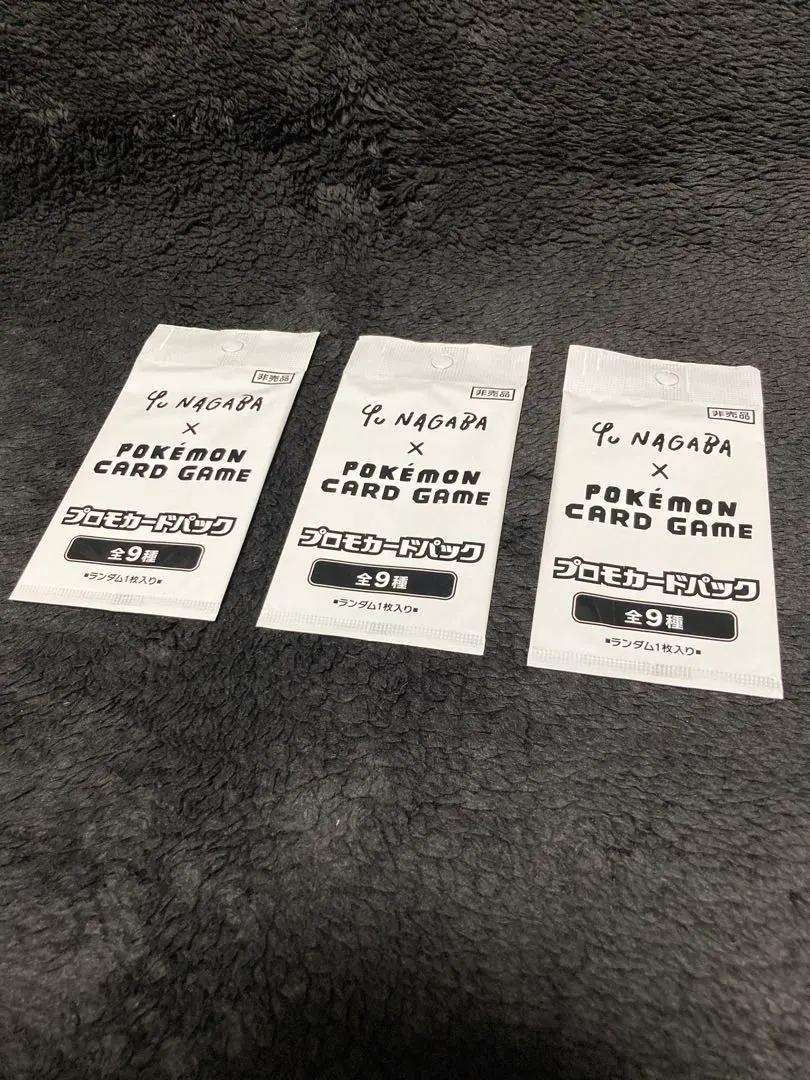 非売品
Yu NAGABA
×
POKÉMON
CARD GAME
プロモカードパック
全9種
■ランダム1枚入り■
非売品
Yu NAGABA
×
POKÉMON
CARD GAME
プロモカードパック
全9種
■ランダム1枚入り■
非売品
Yu NAGABA
×
POKÉMON
CARD GAME
プロモカードパック
全9種
■ランダム1枚入り■